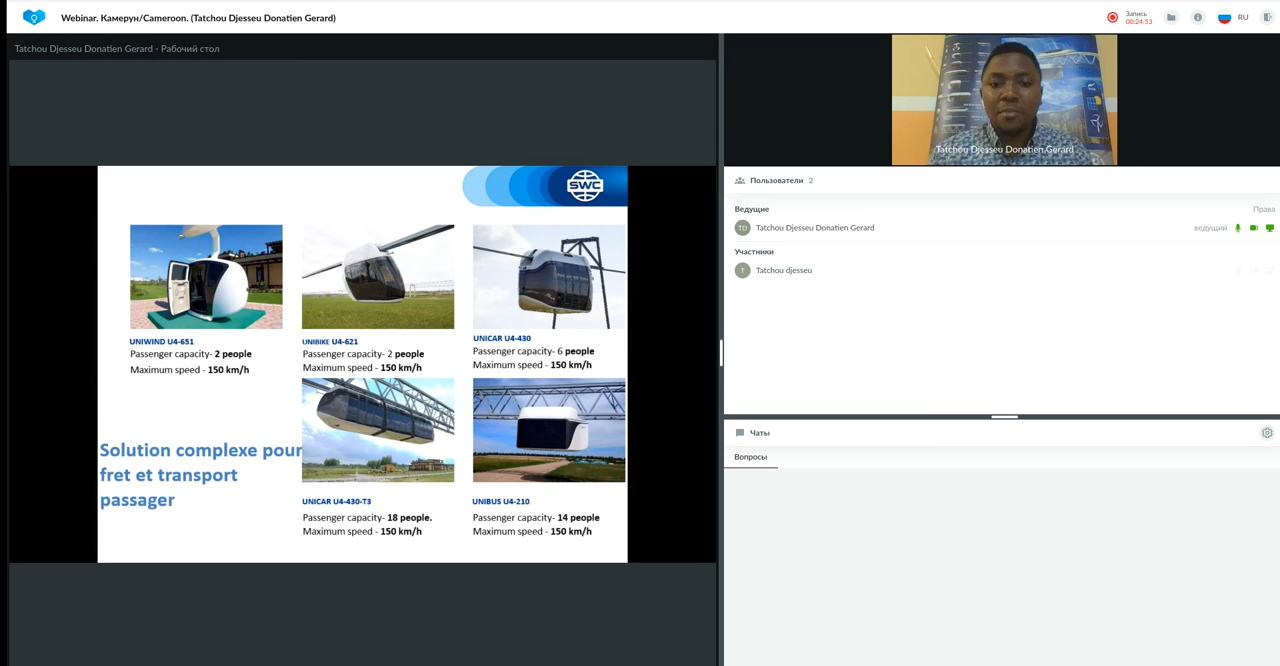 Webinar. Камерун/Cameroon. (Tatchou Djesseu Donatien Gerard)
Запись
00:24:53
RU
Tatchou Djesseu Donatien Gerard - Рабочий стол
SWC
UNIWIND U4-651
Passenger capacity- 2 people
Maximum speed - 150 km/h
UNIBIKE U4-621
Passenger capacity- 2 people
Maximum speed - 150 km/h
UNICAR U4-430
Passenger capacity- 6 people
Maximum speed - 150 km/h
Solution complexe pour
fret et transport
passager
UNICAR U4-430-T3
Passenger capacity- 18 people.
Maximum speed - 150 km/h
UNIBUS U4-210
Passenger capacity- 14 people
Maximum speed - 150 km/h
Tatchou Djesseu Donatien Gerard
Пользователи 2
Ведущие Права
TD Tatchou Djesseu Donatien Gerard ведущий
Участники
T Tatchou djesseu
Чаты
Вопросы